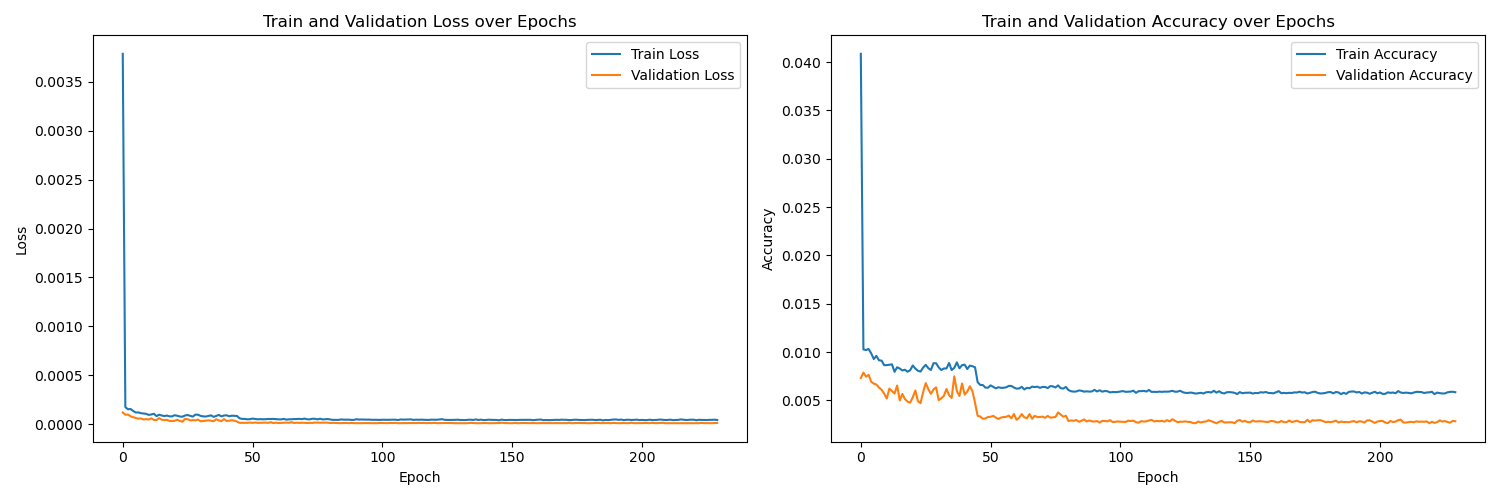 Train and Validation Loss over Epochs
Train Loss
Validation Loss
0.0035
0.0030
0.0025
0.0020
0.0015
0.0010
0.0005
0.0000
Loss
0
50
100
150
200
Epoch
Train and Validation Accuracy over Epochs
Train Accuracy
Validation Accuracy
0.040
0.035
0.030
0.025
0.020
0.015
0.010
0.005
Accuracy
0
50
100
150
200
Epoch